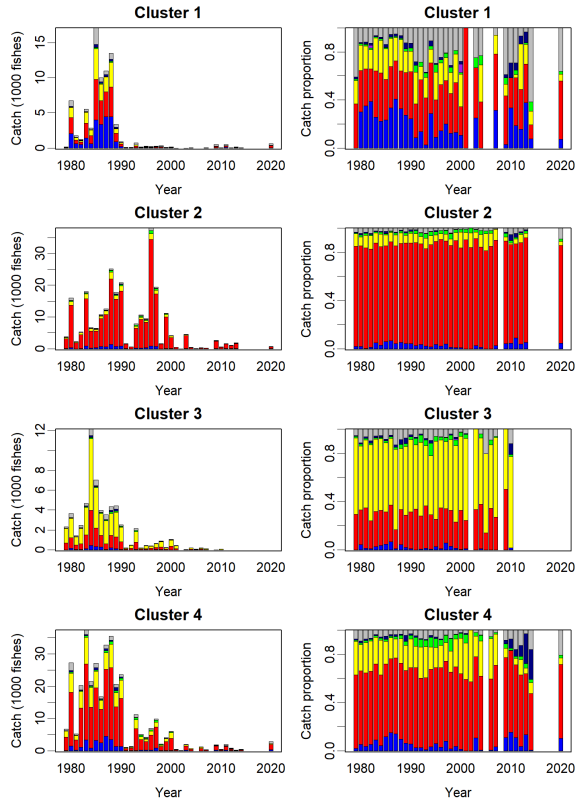 Cluster 1 Cluster 1
Catch (1000 fishes)
0 5 10 15
1980 1990 2000 2010 2020
Year
Catch proportion
0.0 0.4 0.8
1980 1990 2000 2010 2020
Year
Cluster 2 Cluster 2
Catch (1000 fishes)
0 10 20 30
1980 1990 2000 2010 2020
Year
Catch proportion
0.0 0.4 0.8
1980 1990 2000 2010 2020
Year
Cluster 3 Cluster 3
Catch (1000 fishes)
0 2 4 6 8 12
1980 1990 2000 2010 2020
Year
Catch proportion
0.0 0.4 0.8
1980 1990 2000 2010 2020
Year
Cluster 4 Cluster 4
Catch (1000 fishes)
0 10 20 30
1980 1990 2000 2010 2020
Year
Catch proportion
0.0 0.4 0.8
1980 1990 2000 2010 2020
Year